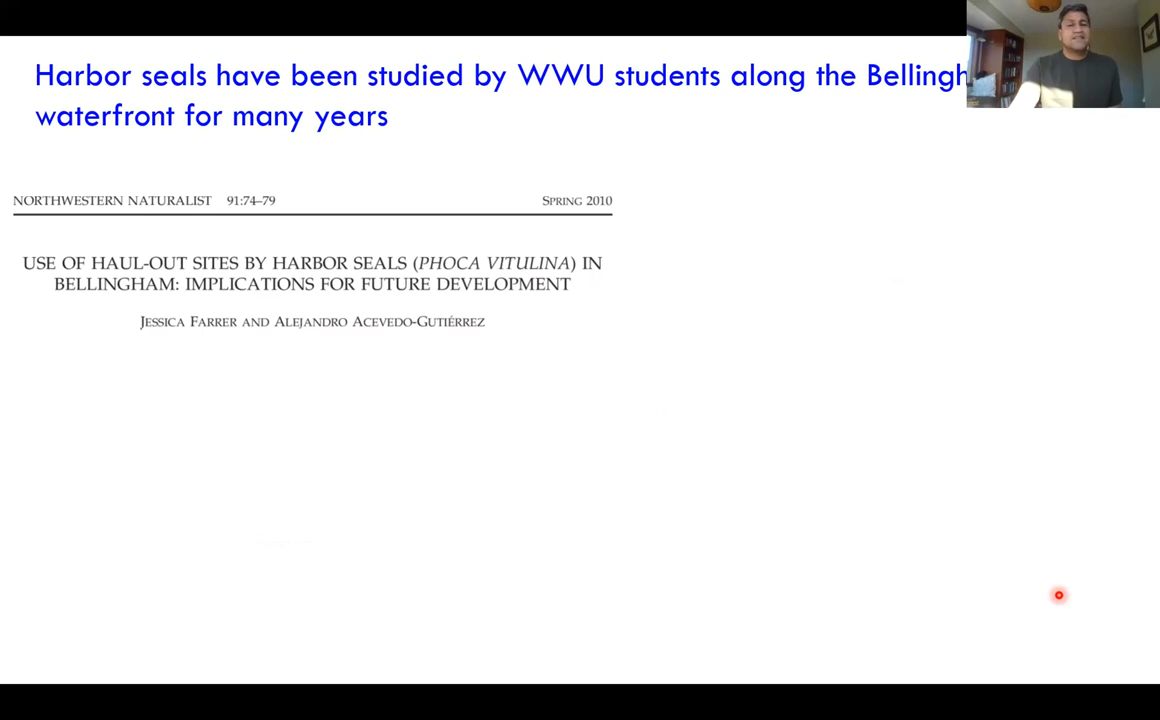 Harbor seals have been studied by WWU students along the Bellingh
waterfront for many years
NORTHWESTERN NATURALIST 91:74–79 SPRING 2010
USE OF HAUL-OUT SITES BY HARBOR SEALS (PHOCA VITULINA) IN
BELLINGHAM: IMPLICATIONS FOR FUTURE DEVELOPMENT
JESSICA FARRER AND ALEJANDRO ACEVEDO-GUTIÉRREZ